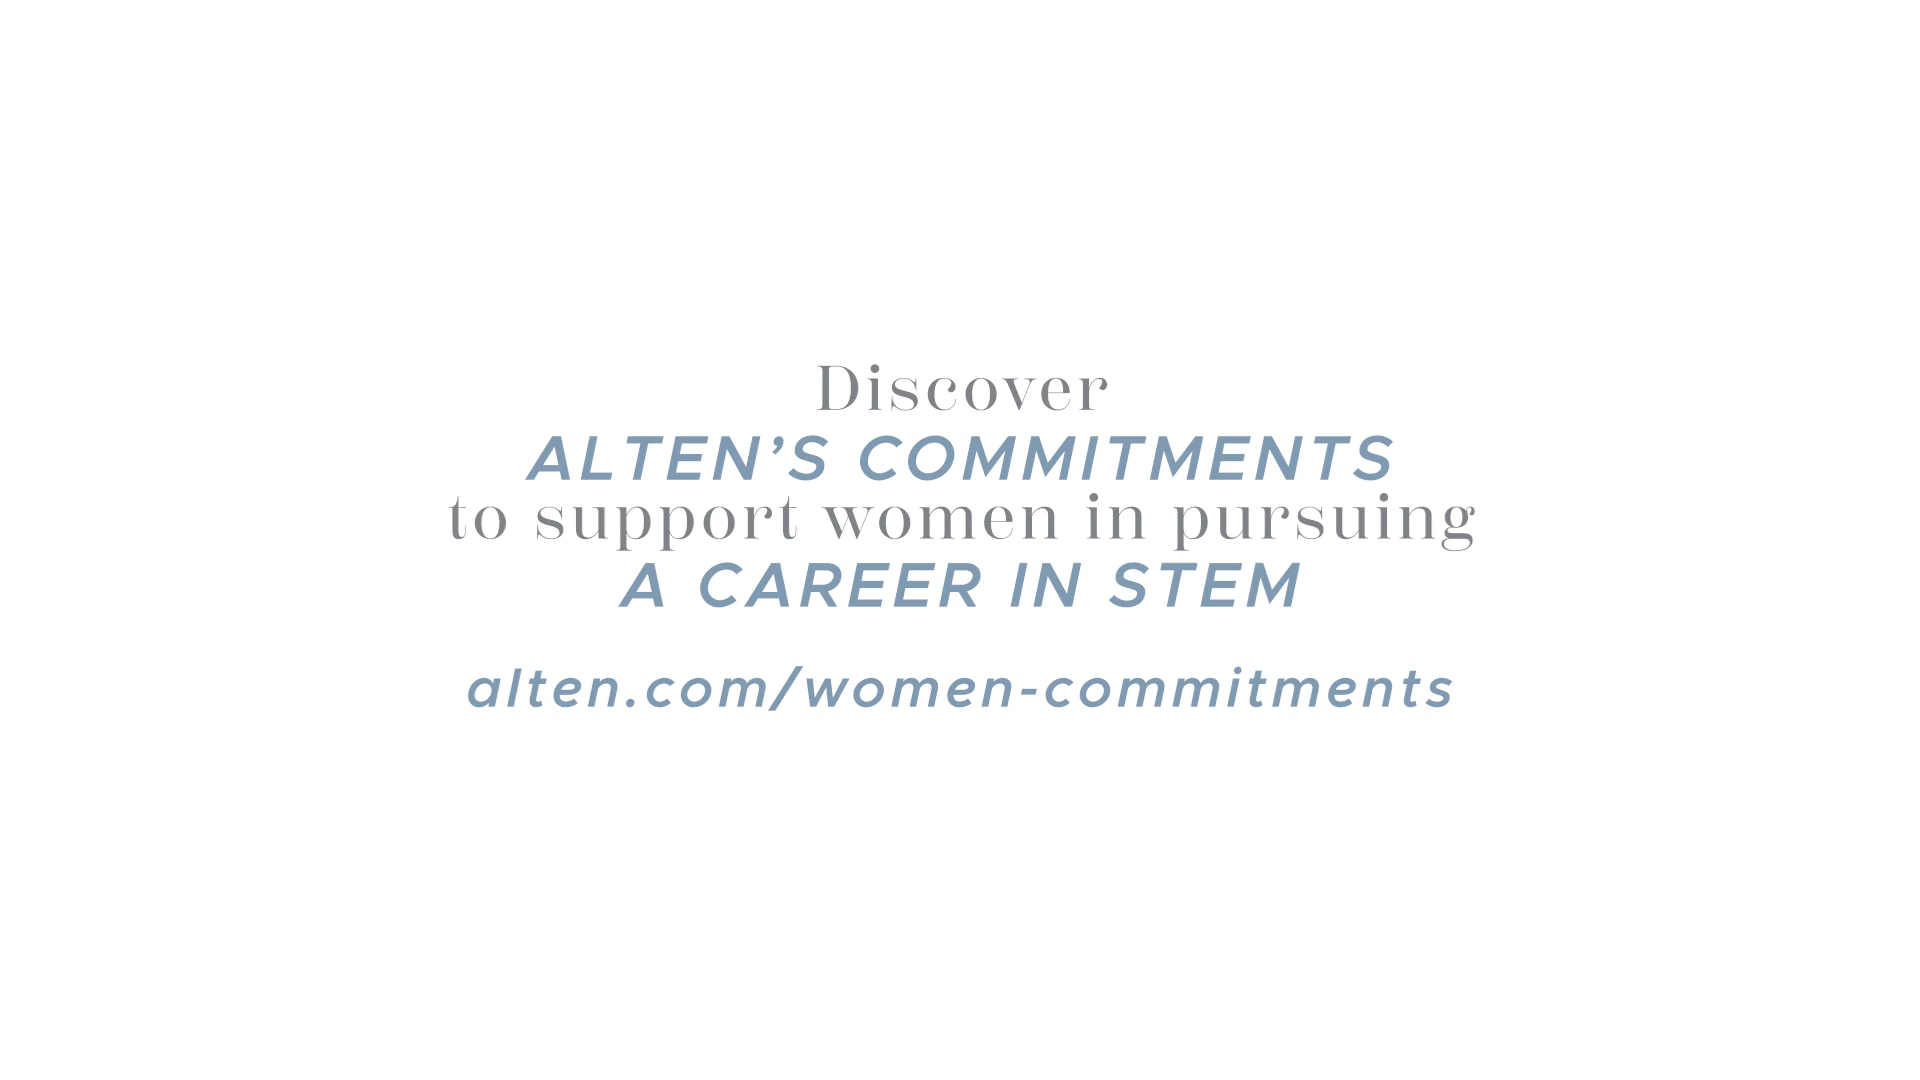 Discover
ALTEN’S COMMITMENTS
to support women in pursuing
A CAREER IN STEM
alten.com/women-commitments